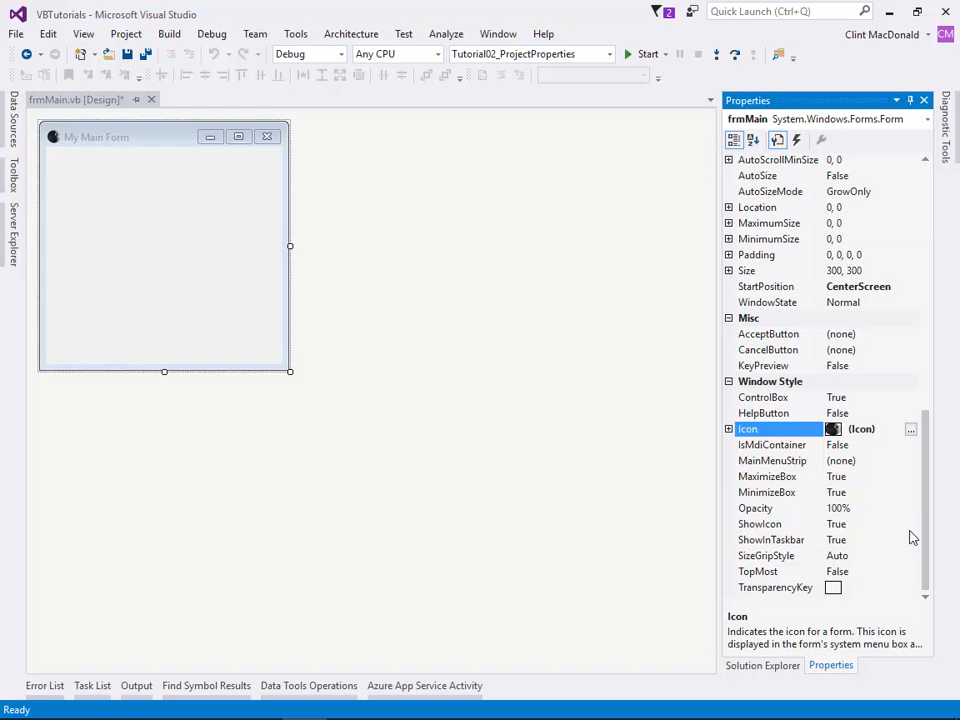 VBTutorials - Microsoft Visual Studio
2
Quick Launch (Ctrl+Q)
File Edit View Project Build Debug Team Tools Architecture Test Analyze Window Help
Clint MacDonald CM
Debug Any CPU Tutorial02_ProjectProperties Start
Data Sources
Toolbox
Server Explorer
frmMain.vb [Design]*
My Main Form
Properties
frmMain System.Windows.Forms.Form
AutoScrollMinSize 0, 0
AutoSize False
AutoSizeMode GrowOnly
Location 0, 0
MaximumSize 0, 0
MinimumSize 0, 0
Padding 0, 0, 0, 0
Size 300, 300
StartPosition CenterScreen
WindowState Normal
Misc
AcceptButton (none)
CancelButton (none)
KeyPreview False
Window Style
ControlBox True
HelpButton False
Icon (Icon) ...
IsMdiContainer False
MainMenuStrip (none)
MaximizeBox True
MinimizeBox True
Opacity 100%
ShowIcon True
ShowInTaskbar True
SizeGripStyle Auto
TopMost False
TransparencyKey
Icon
Indicates the icon for a form. This icon is
displayed in the form's system menu box a...
Solution Explorer Properties
Diagnostic Tools
Error List Task List Output Find Symbol Results Data Tools Operations Azure App Service Activity
Ready